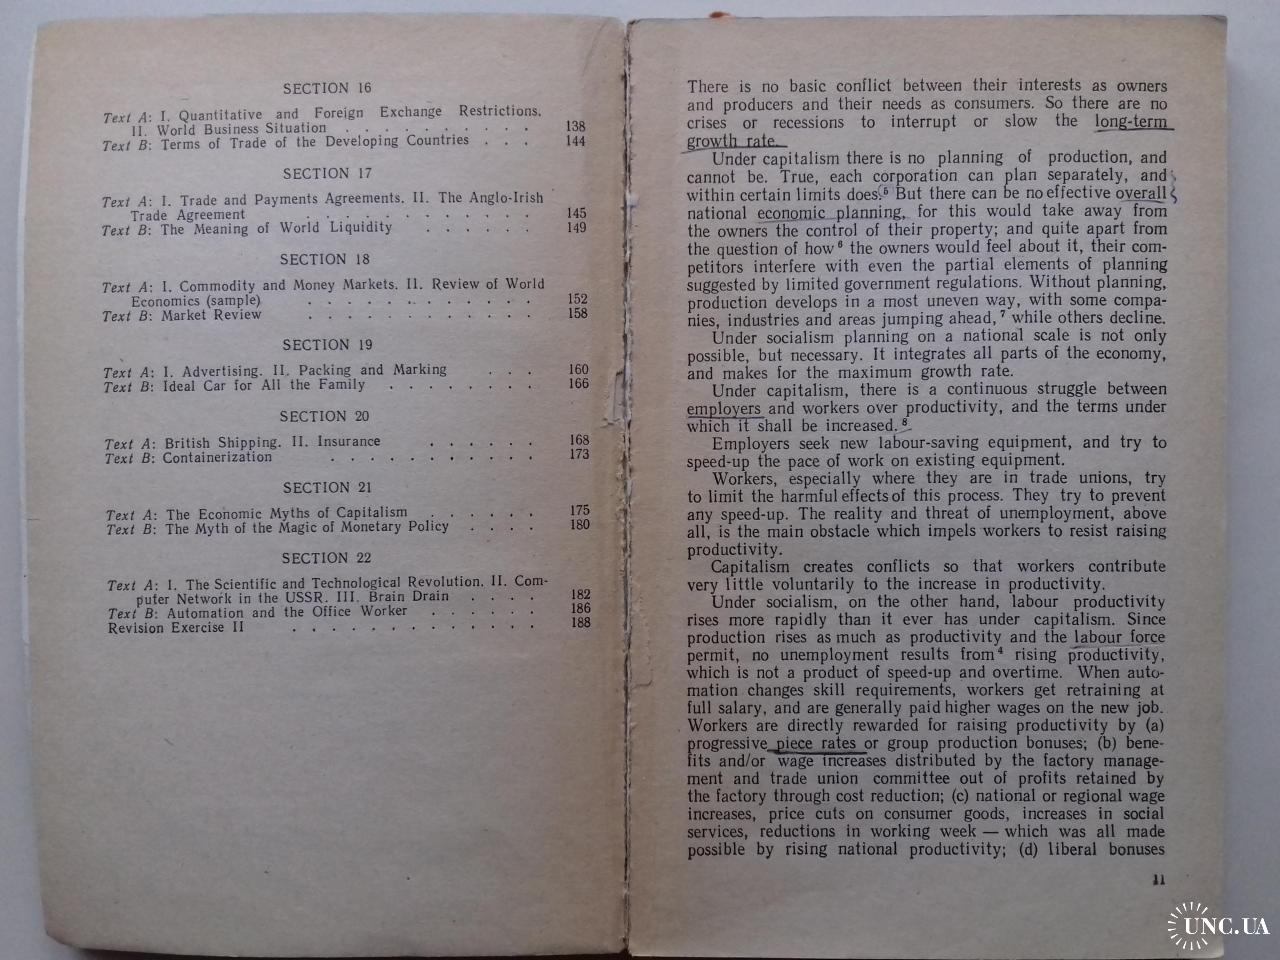 SECTION 16
Text A: I. Quantitative and Foreign Exchange Restrictions.
II. World Business Situation . . . . . . . . . . 138
Text B: Terms of Trade of the Developing Countries . . . 144
SECTION 17
Text A: I. Trade and Payments Agreements. II. The Anglo-Irish
Trade Agreement . . . . . . . . . . . . 145
Text B: The Meaning of World Liquidity . . . . . . 149
SECTION 18
Text A: I. Commodity and Money Markets. II. Review of World
Economics (sample) . . . . . . . . . . . . 152
Text B: Market Review . . . . . . . . . . . . 158
SECTION 19
Text A: I. Advertising. II. Packing and Marking . . . 160
Text B: Ideal Car for All the Family . . . . . . . . 166
SECTION 20
Text A: British Shipping. II. Insurance . . . . . . 168
Text B: Containerization . . . . . . . . . . . 173
SECTION 21
Text A: The Economic Myths of Capitalism . . . . . . 175
Text B: The Myth of the Magic of Monetary Policy . . . . 180
SECTION 22
Text A: I. The Scientific and Technological Revolution. II. Com-
puter Network in the USSR. III. Brain Drain . . . . 182
Text B: Automation and the Office Worker . . . . . . 186
Revision Exercise II . . . . . . . . . . . . . 188
There is no basic conflict between their interests as owners
and producers and their needs as consumers. So there are no
crises or recessions to interrupt or slow the long-term
growth rate.
Under capitalism there is no planning of production, and
cannot be. True, each corporation can plan separately, and
within certain limits does.⁵ But there can be no effective overall
national economic planning, for this would take away from
the owners the control of their property; and quite apart from
the question of how⁶ the owners would feel about it, their com-
petitors interfere with even the partial elements of planning
suggested by limited government regulations. Without planning,
production develops in a most uneven way, with some compa-
nies, industries and areas jumping ahead,⁷ while others decline.
Under socialism planning on a national scale is not only
possible, but necessary. It integrates all parts of the economy,
and makes for the maximum growth rate.
Under capitalism, there is a continuous struggle between
employers and workers over productivity, and the terms under
which it shall be increased.⁸
Employers seek new labour-saving equipment, and try to
speed-up the pace of work on existing equipment.
Workers, especially where they are in trade unions, try
to limit the harmful effects of this process. They try to prevent
any speed-up. The reality and threat of unemployment, above
all, is the main obstacle which impels workers to resist raising
productivity.
Capitalism creates conflicts so that workers contribute
very little voluntarily to the increase in productivity.
Under socialism, on the other hand, labour productivity
rises more rapidly than it ever has under capitalism. Since
production rises as much as productivity and the labour force
permit, no unemployment results from⁴ rising productivity,
which is not a product of speed-up and overtime. When auto-
mation changes skill requirements, workers get retraining at
full salary, and are generally paid higher wages on the new job.
Workers are directly rewarded for raising productivity by (a)
progressive piece rates or group production bonuses; (b) bene-
fits and/or wage increases distributed by the factory manage-
ment and trade union committee out of profits retained by
the factory through cost reduction; (c) national or regional wage
increases, price cuts on consumer goods, increases in social
services, reductions in working week — which was all made
possible by rising national productivity; (d) liberal bonuses
11
UNC.UA